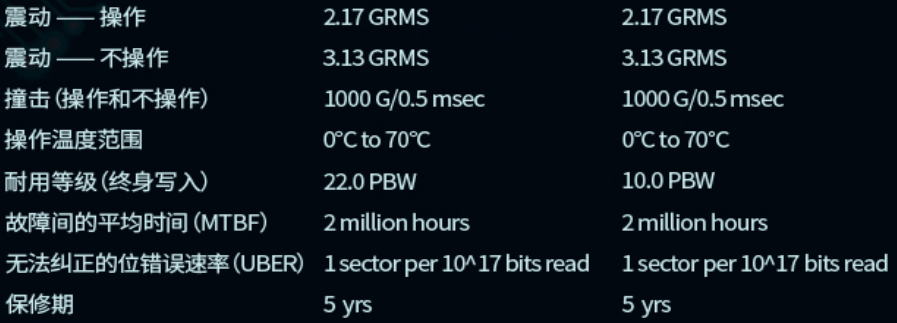 震动 —— 操作 2.17 GRMS 2.17 GRMS
震动 —— 不操作 3.13 GRMS 3.13 GRMS
撞击(操作和不操作) 1000 G/0.5 msec 1000 G/0.5 msec
操作温度范围 0°C to 70°C 0°C to 70°C
耐用等级(终身写入) 22.0 PBW 10.0 PBW
故障间的平均时间(MTBF) 2 million hours 2 million hours
无法纠正的位错误速率(UBER) 1 sector per 10^17 bits read 1 sector per 10^17 bits read
保修期 5 yrs 5 yrs